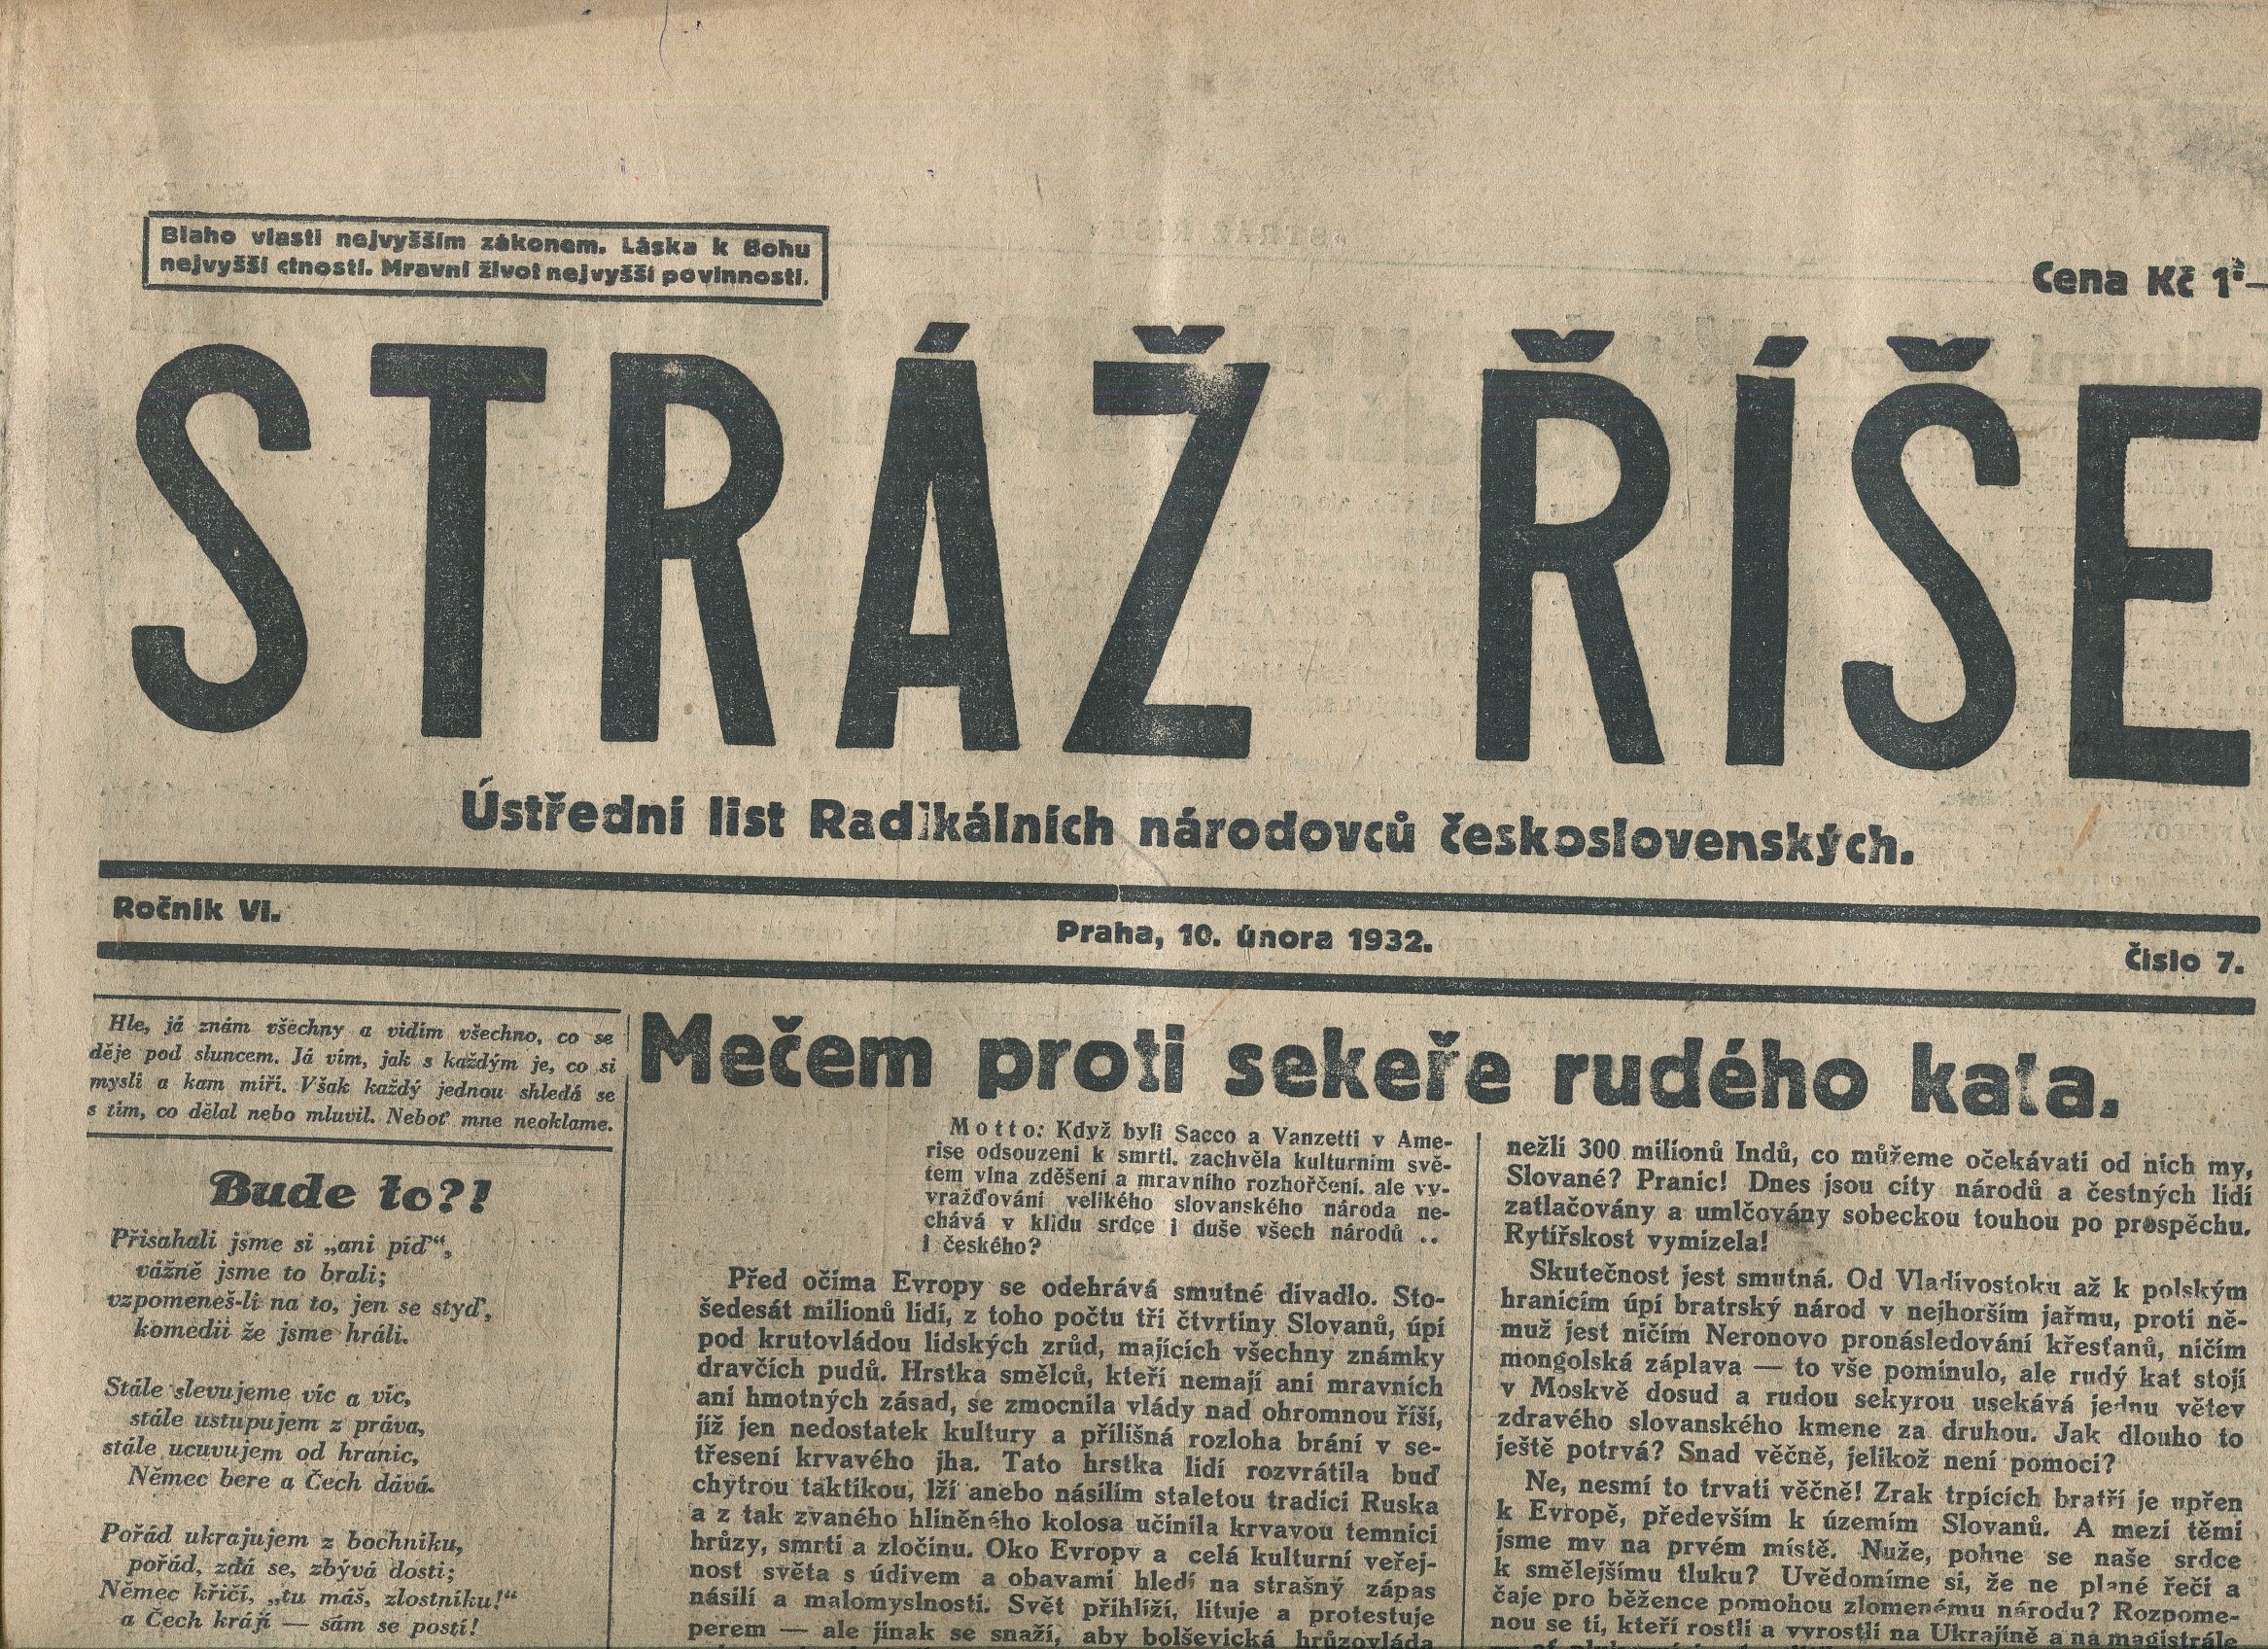 Blaho vlasti nejvyšším zákonem. Láska k Bohu
nejvyšší ctností. Mravní život nejvyšší povinností.
Cena Kč 1·—
STRÁŽ ŘÍŠE
Ústřední list Radikálních národovců československých.
Ročník VI.
Praha, 10. února 1932.
Číslo 7.
Hle, já znám všechny a vidím všechno, co se
děje pod sluncem. Já vím, jak s každým je, co si
myslí a kam míří. Však každý jednou shledá se
s tím, co dělal nebo mluvil. Neboť mne neoklame.
Bude to?!
Přisahali jsme si „ani píď“,
vážně jsme to brali;
vzpomeneš-li na to, jen se styď,
komedii že jsme hráli.
Stále slevujeme víc a víc,
stále ustupujem z práva,
stále ucuvujem od hranic,
Němec bere a Čech dává.
Pořád ukrajujem z bochníku,
pořád, zdá se, zbývá dosti;
Němec křičí, „tu máš, zlostníku!“
a Čech krájí — sám se postí!
Mečem proti sekeře rudého kata.
Motto: Když byli Sacco a Vanzetti v Ame-
rise odsouzeni k smrti. zachvěla kulturním svě-
tem vlna zděšení a mravního rozhořčení. ale vy-
vražďování velikého slovanského národa ne-
chává v klidu srdce i duše všech národů ..
i českého?
Před očima Evropy se odehrává smutné divadlo. Sto-
šedesát milionů lidí, z toho počtu tři čtvrtiny Slovanů, úpí
pod krutovládou lidských zrůd, majících všechny známky
dravčích pudů. Hrstka smělců, kteří nemají ani mravních
ani hmotných zásad, se zmocnila vlády nad ohromnou říší,
jíž jen nedostatek kultury a přílišná rozloha brání v se-
třesení krvavého jha. Tato hrstka lidí rozvrátila buď
chytrou taktikou, lží anebo násilím staletou tradici Ruska
a z tak zvaného hliněného kolosa učinila krvavou temnici
hrůzy, smrti a zločinu. Oko Evropy a celá kulturní veřej-
nost světa s údivem a obavami hledí na strašný zápas
násilí a malomyslnosti. Svět přihlíží, lituje a protestuje
perem — ale jinak se snaží, aby bolševická hrůzovláda
nežli 300 milionů Indů, co můžeme očekávati od nich my,
Slované? Pranic! Dnes jsou city národů a čestných lidí
zatlačovány a umlčovány sobeckou touhou po prospěchu.
Rytířskost vymizela!
Skutečnost jest smutná. Od Vladivostoku až k polským
hranicím úpí bratrský národ v nejhorším jařmu, proti ně-
muž jest ničím Neronovo pronásledování křesťanů, ničím
mongolská záplava — to vše pominulo, ale rudý kat stojí
v Moskvě dosud a rudou sekyrou usekává jednu větev
zdravého slovanského kmene za druhou. Jak dlouho to
ještě potrvá? Snad věčně, jelikož není pomoci?
Ne, nesmí to trvati věčně! Zrak trpících bratří je upřen
k Evropě, především k územím Slovanů. A mezi těmi
jsme my na prvém místě. Nuže, pohne se naše srdce
k smělejšímu tluku? Uvědomíme si, že ne plané řeči a
čaje pro běžence pomohou zlomenému národu? Rozpome-
nou se ti, kteří rostli a vyrostli na Ukrajině a na magistrále